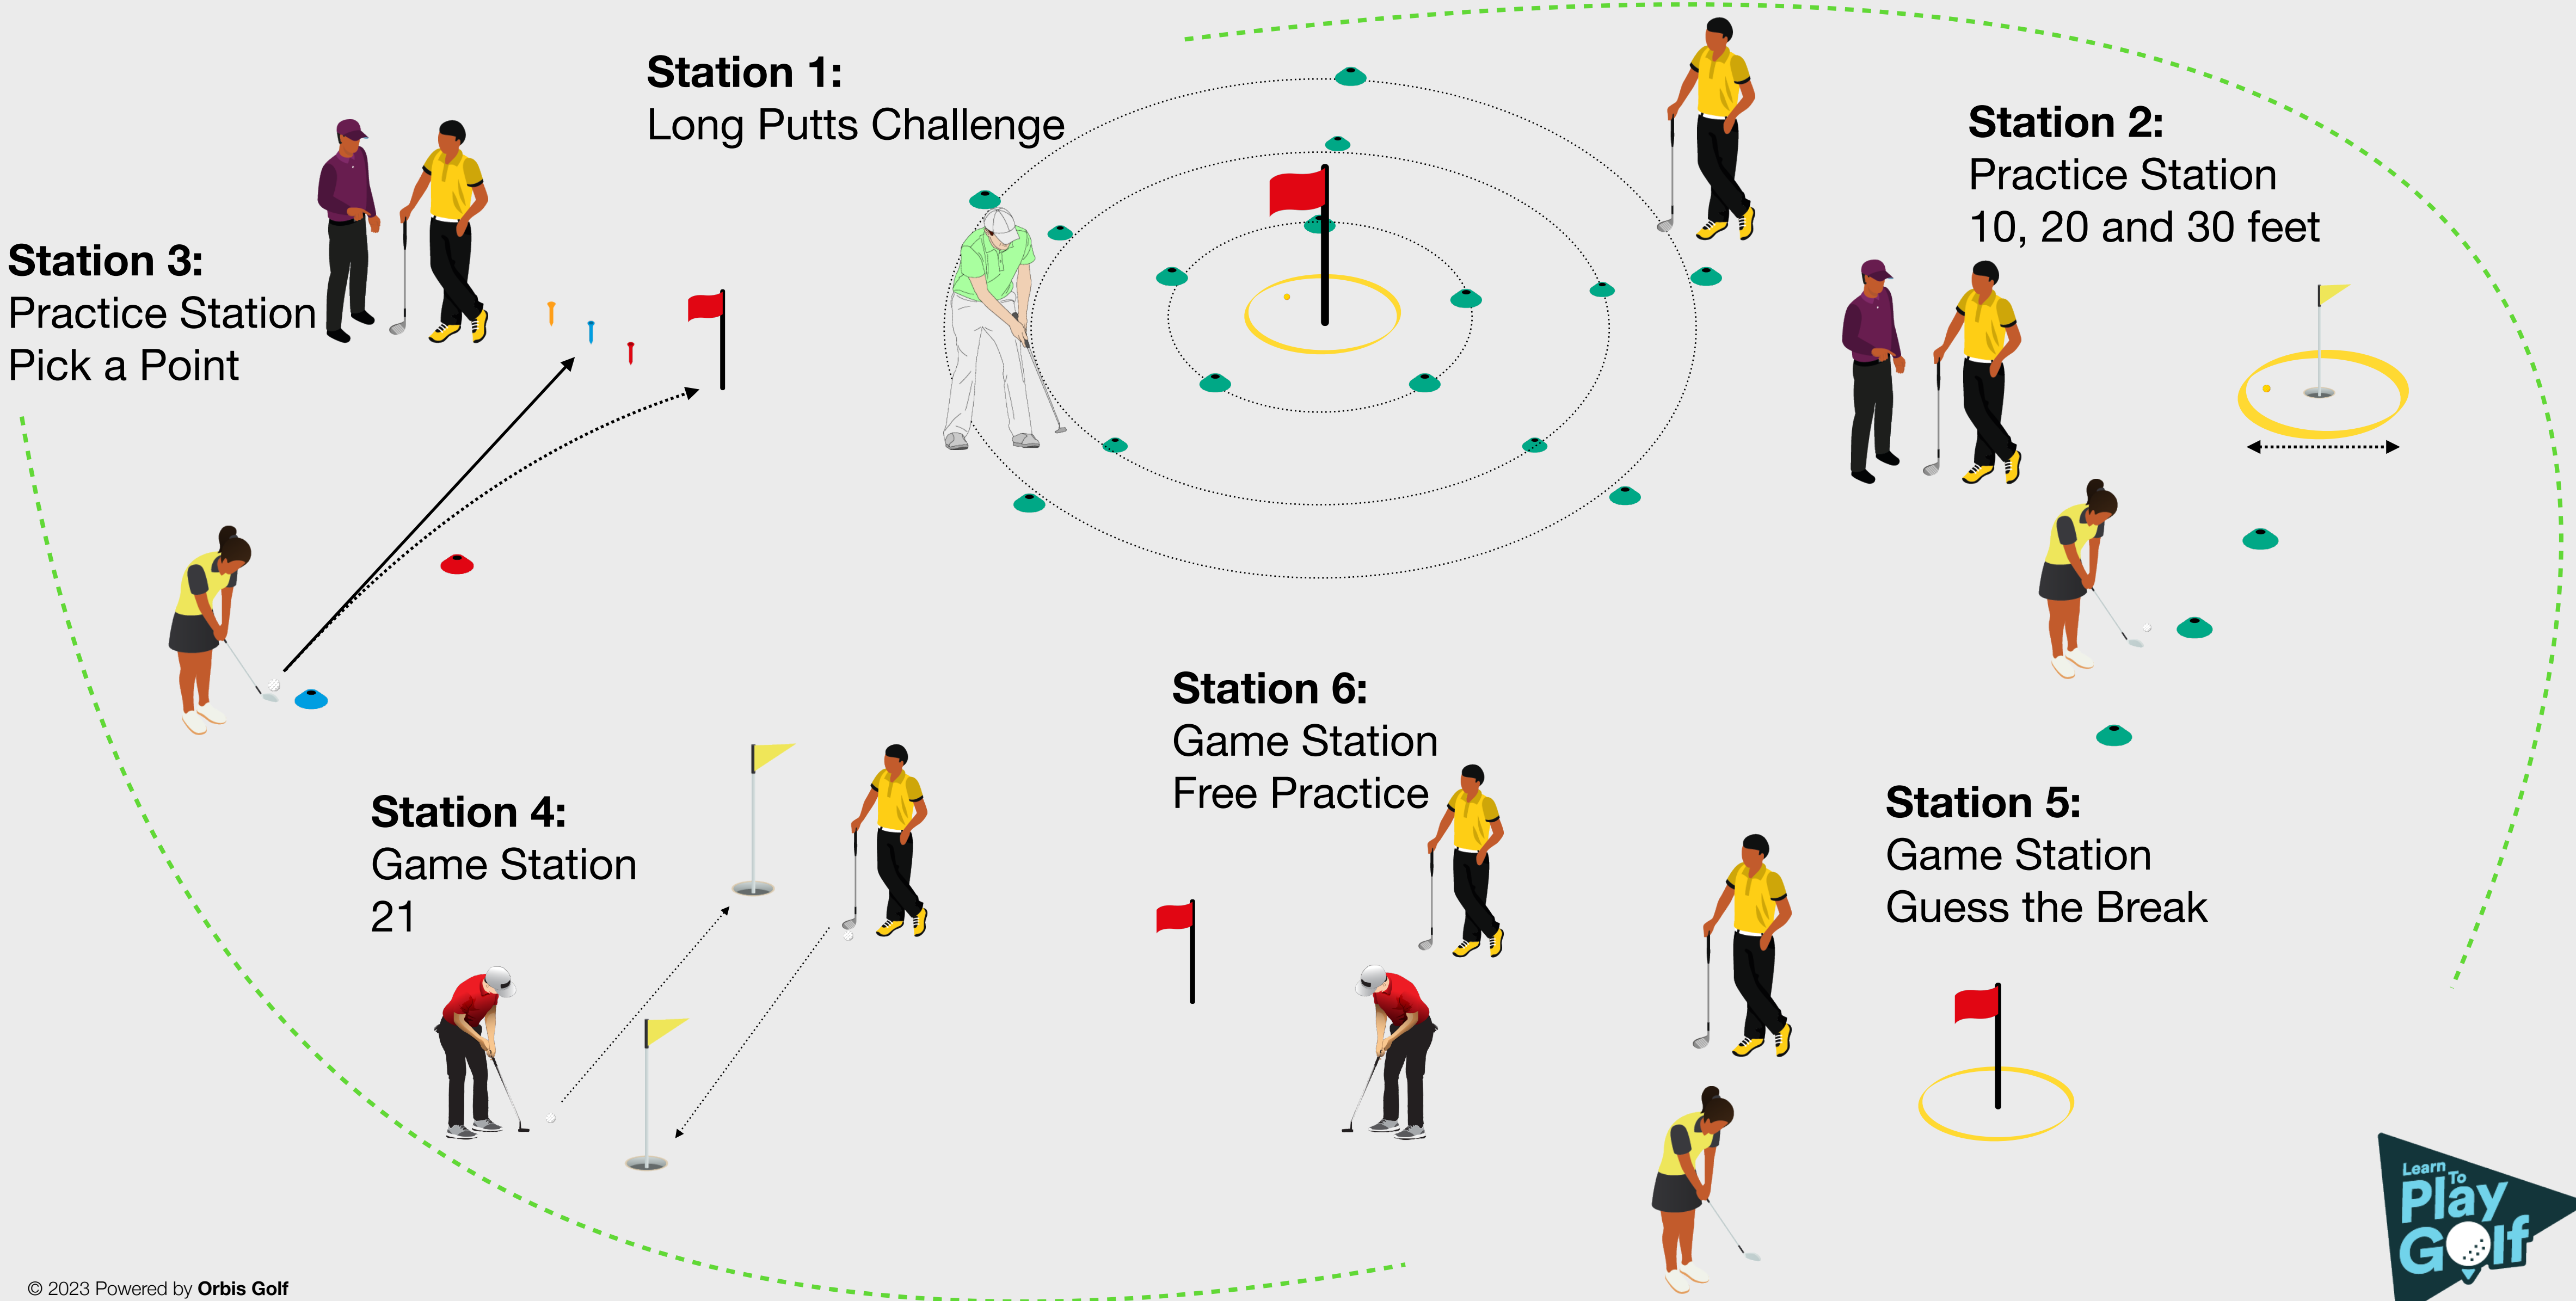 Station 1:
Long Putts Challenge
Station 2:
Practice Station
10, 20 and 30 feet
Station 3:
Practice Station
Pick a Point
Station 4:
Game Station
21
Station 6:
Game Station
Free Practice
Station 5:
Game Station
Guess the Break
Learn To
Play
Golf
© 2023 Powered by Orbis Golf